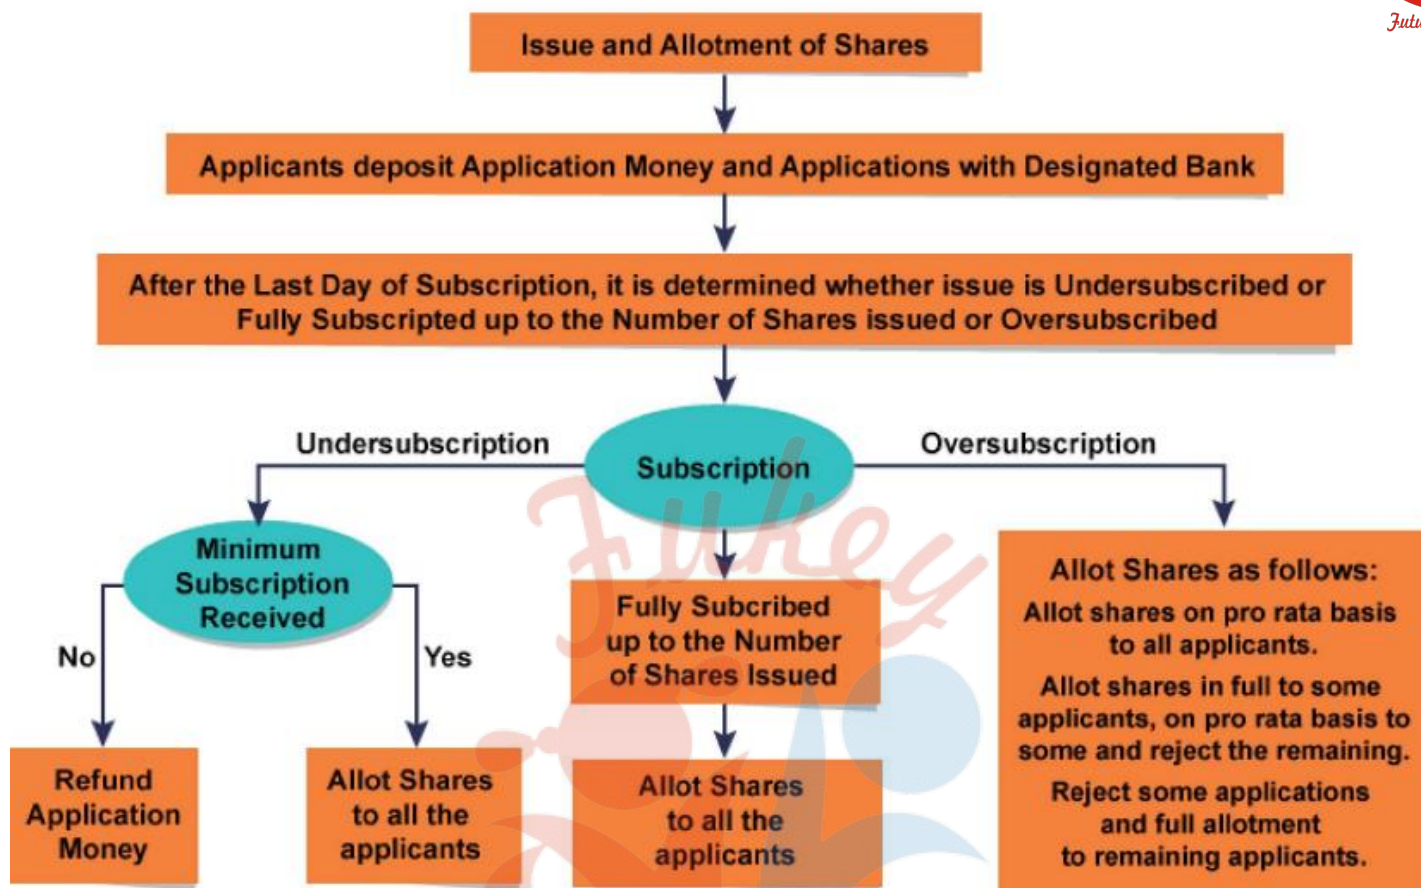 Issue and Allotment of Shares
Applicants deposit Application Money and Applications with Designated Bank
After the Last Day of Subscription, it is determined whether issue is Undersubscribed or
Fully Subscripted up to the Number of Shares issued or Oversubscribed
Undersubscription
Subscription
Oversubscription
Minimum
Subscription
Received
No
Yes
Refund
Application
Money
Allot Shares
to all the
applicants
Fully Subcribed
up to the Number
of Shares Issued
Allot Shares
to all the
applicants
Allot Shares as follows:
Allot shares on pro rata basis
to all applicants.
Allot shares in full to some
applicants, on pro rata basis to
some and reject the remaining.
Reject some applications
and full allotment
to remaining applicants.
Fukey